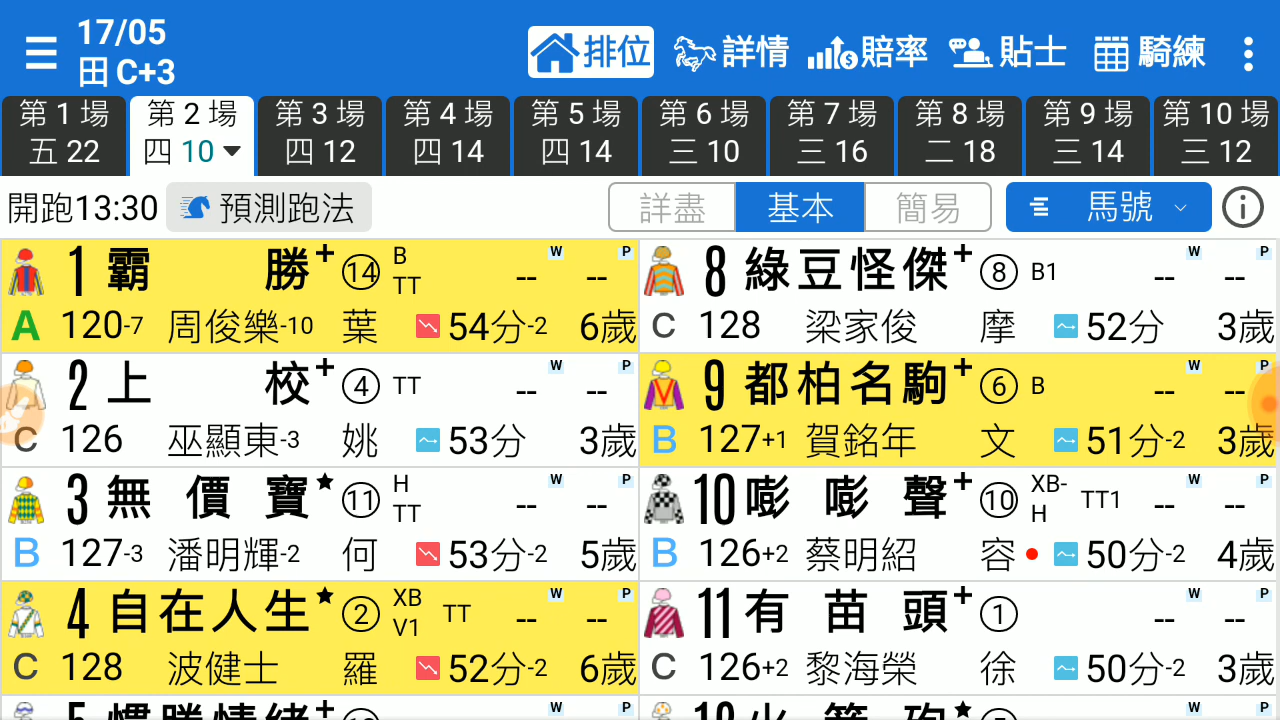 17/05
田 C+3
排位 詳情 賠率 貼士 騎練
第 1 場 第 2 場 第 3 場 第 4 場 第 5 場 第 6 場 第 7 場 第 8 場 第 9 場 第 10 場
五 22 四 10 四 12 四 14 四 14 三 10 三 16 二 18 三 14 三 12
開跑13:30 預測跑法 詳盡 基本 簡易 馬號
1 霸勝+ 14 B TT -- W -- P
A 120-7 周俊樂-10 葉 54分-2 6歲
8 綠豆怪傑+ 8 B1 -- W -- P
C 128 梁家俊 摩 52分 3歲
2 上校+ 4 TT -- W -- P
C 126 巫顯東-3 姚 53分 3歲
9 都柏名駒+ 6 B -- W -- P
B 127+1 賀銘年 文 51分-2 3歲
3 無價寶★ 11 H TT -- W -- P
B 127-3 潘明輝-2 何 53分-2 5歲
10 嘭嘭聲+ 10 XB-H TT1 -- W -- P
B 126+2 蔡明紹 容 50分-2 4歲
4 自在人生★ 2 XB V1 TT -- W -- P
C 128 波健士 羅 52分-2 6歲
11 有苗頭+ 1 -- W -- P
C 126+2 黎海榮 徐 50分-2 3歲
W P
W P